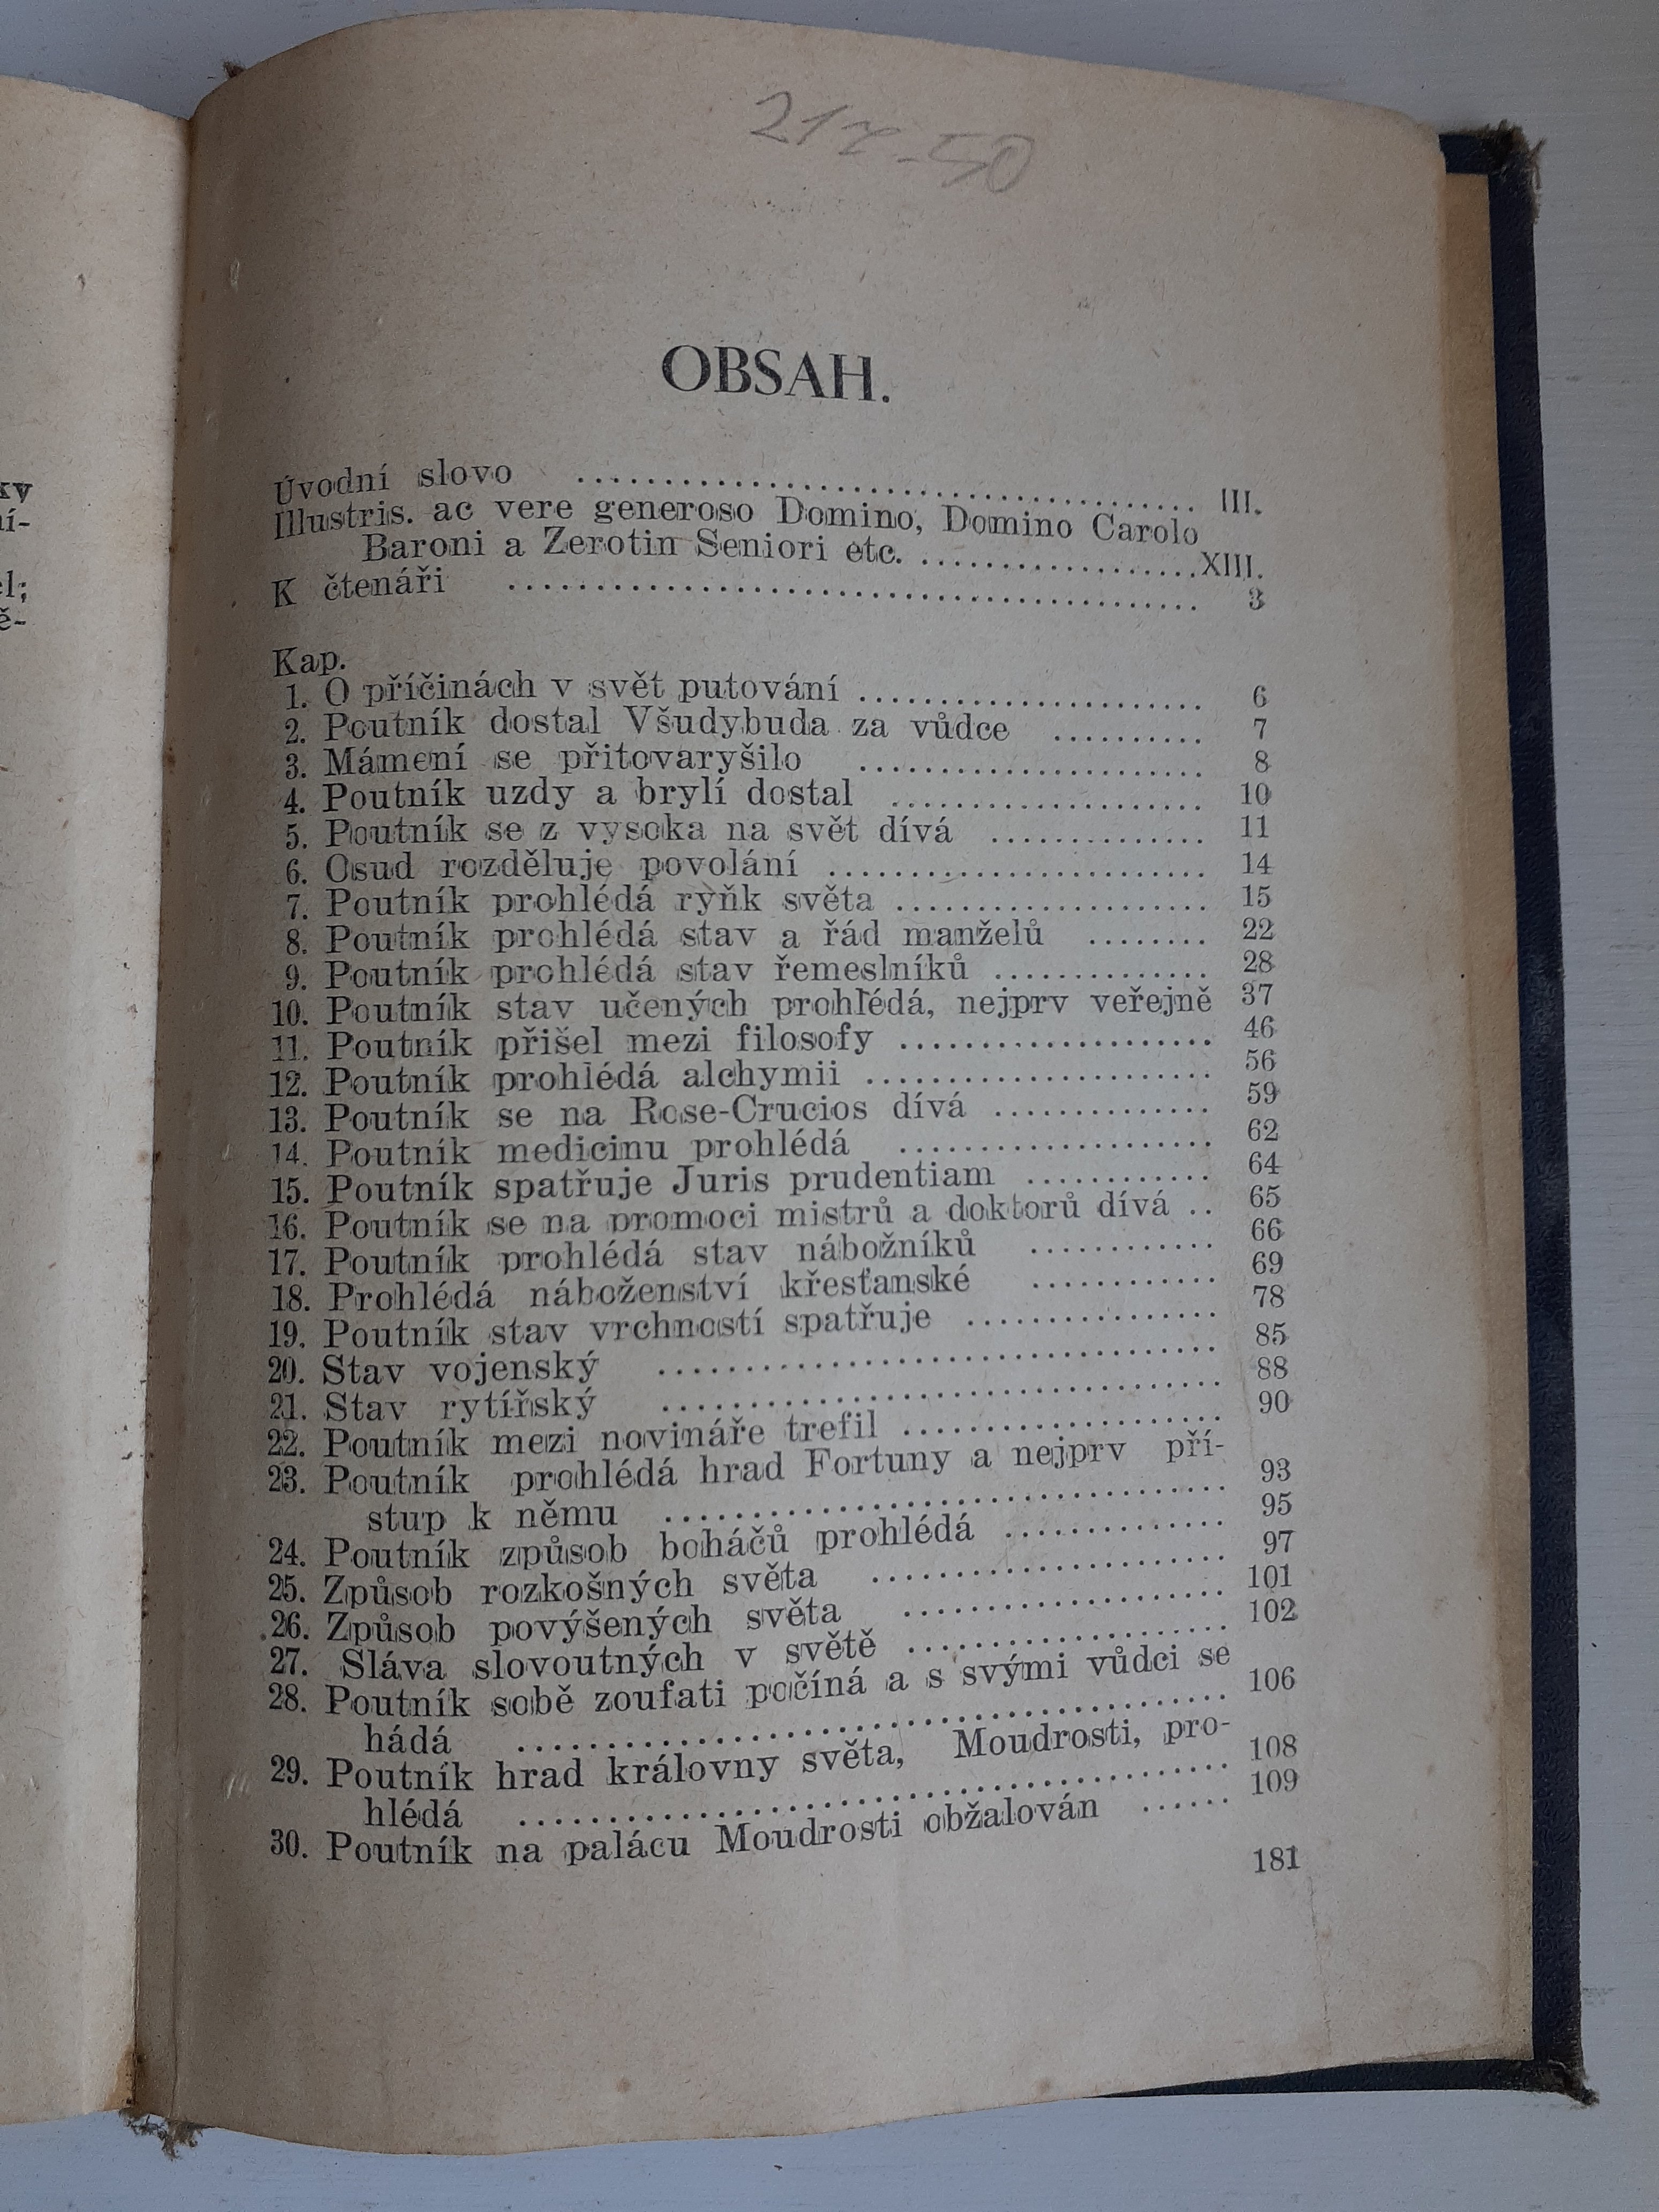 21 -50
ky
ní-
el;
ě-
OBSAH.
Úvodní slovo ........................................ III.
Illustris. ac vere generoso Domino, Domino Carolo
Baroni a Zerotin Seniori etc. .................. XIII.
K čtenáři ........................................ 3
Kap.
1. O příčinách v svět putování ...................... 6
2. Poutník dostal Všudybuda za vůdce .......... 7
3. Mámení se přitovaryšilo ...................... 8
4. Poutník uzdy a brylí dostal .................... 10
5. Poutník se z vysoka na svět dívá .............. 11
6. Osud rozděluje povolání ........................ 14
7. Poutník prohlédá ryňk světa .................... 15
8. Poutník prohlédá stav a řád manželů ........ 22
9. Poutník prohlédá stav řemeslníků .............. 28
10. Poutník stav učených prohlédá, nejprv veřejně 37
11. Poutník přišel mezi filosofy .................... 46
12. Poutník prohlédá alchymii ...................... 56
13. Poutník se na Rose-Crucios dívá .............. 59
14. Poutník medicinu prohlédá .................... 62
15. Poutník spatřuje Juris prudentiam ............ 64
16. Poutník se na promoci mistrů a doktorů dívá .. 65
17. Poutník prohlédá stav nábožníků ............ 66
18. Prohlédá náboženství křesťanské ............ 69
19. Poutník stav vrchností spatřuje ................ 78
20. Stav vojenský .................................. 85
21. Stav rytířský .................................. 88
22. Poutník mezi novináře trefil .................... 90
23. Poutník prohlédá hrad Fortuny a nejprv pří-
stup k němu .................................. 93
24. Poutník způsob boháčů prohlédá .............. 95
25. Způsob rozkošných světa ...................... 97
26. Způsob povýšených světa .................... 101
27. Sláva slovoutných v světě .................... 102
28. Poutník sobě zoufati počíná a s svými vůdci se
hádá ........................................ 106
29. Poutník hrad královny světa, Moudrosti, pro-
hlédá ........................................ 108
30. Poutník na palácu Moudrosti obžalován ...... 109
181